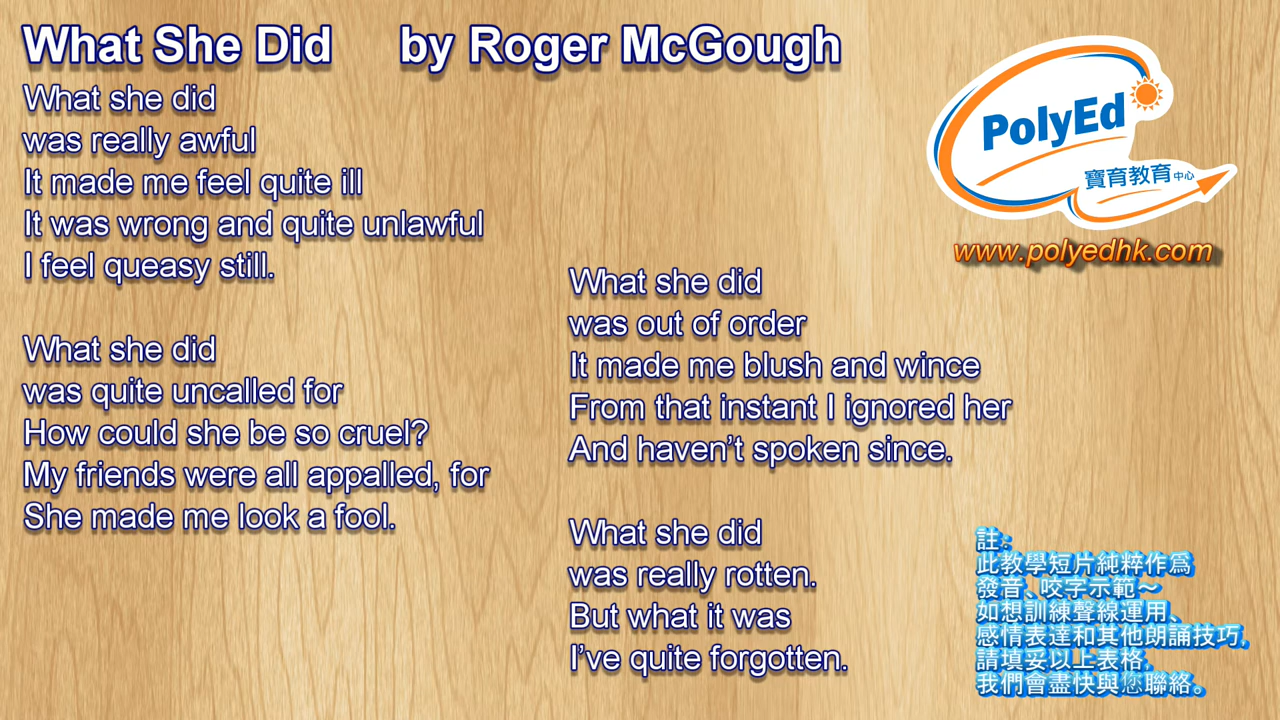 What She Did by Roger McGough
What she did
was really awful
It made me feel quite ill
It was wrong and quite unlawful
I feel queasy still.
What she did
was quite uncalled for
How could she be so cruel?
My friends were all appalled, for
She made me look a fool.
What she did
was out of order
It made me blush and wince
From that instant I ignored her
And haven't spoken since.
What she did
was really rotten.
But what it was
I've quite forgotten.
PolyEd
寶育教育中心
www.polyedhk.com
註:
此教學短片純粹作爲
發音、咬字示範~
如想訓練聲線運用、
感情表達和其他朗誦技巧,
請填妥以上表格,
我們會盡快與您聯絡。